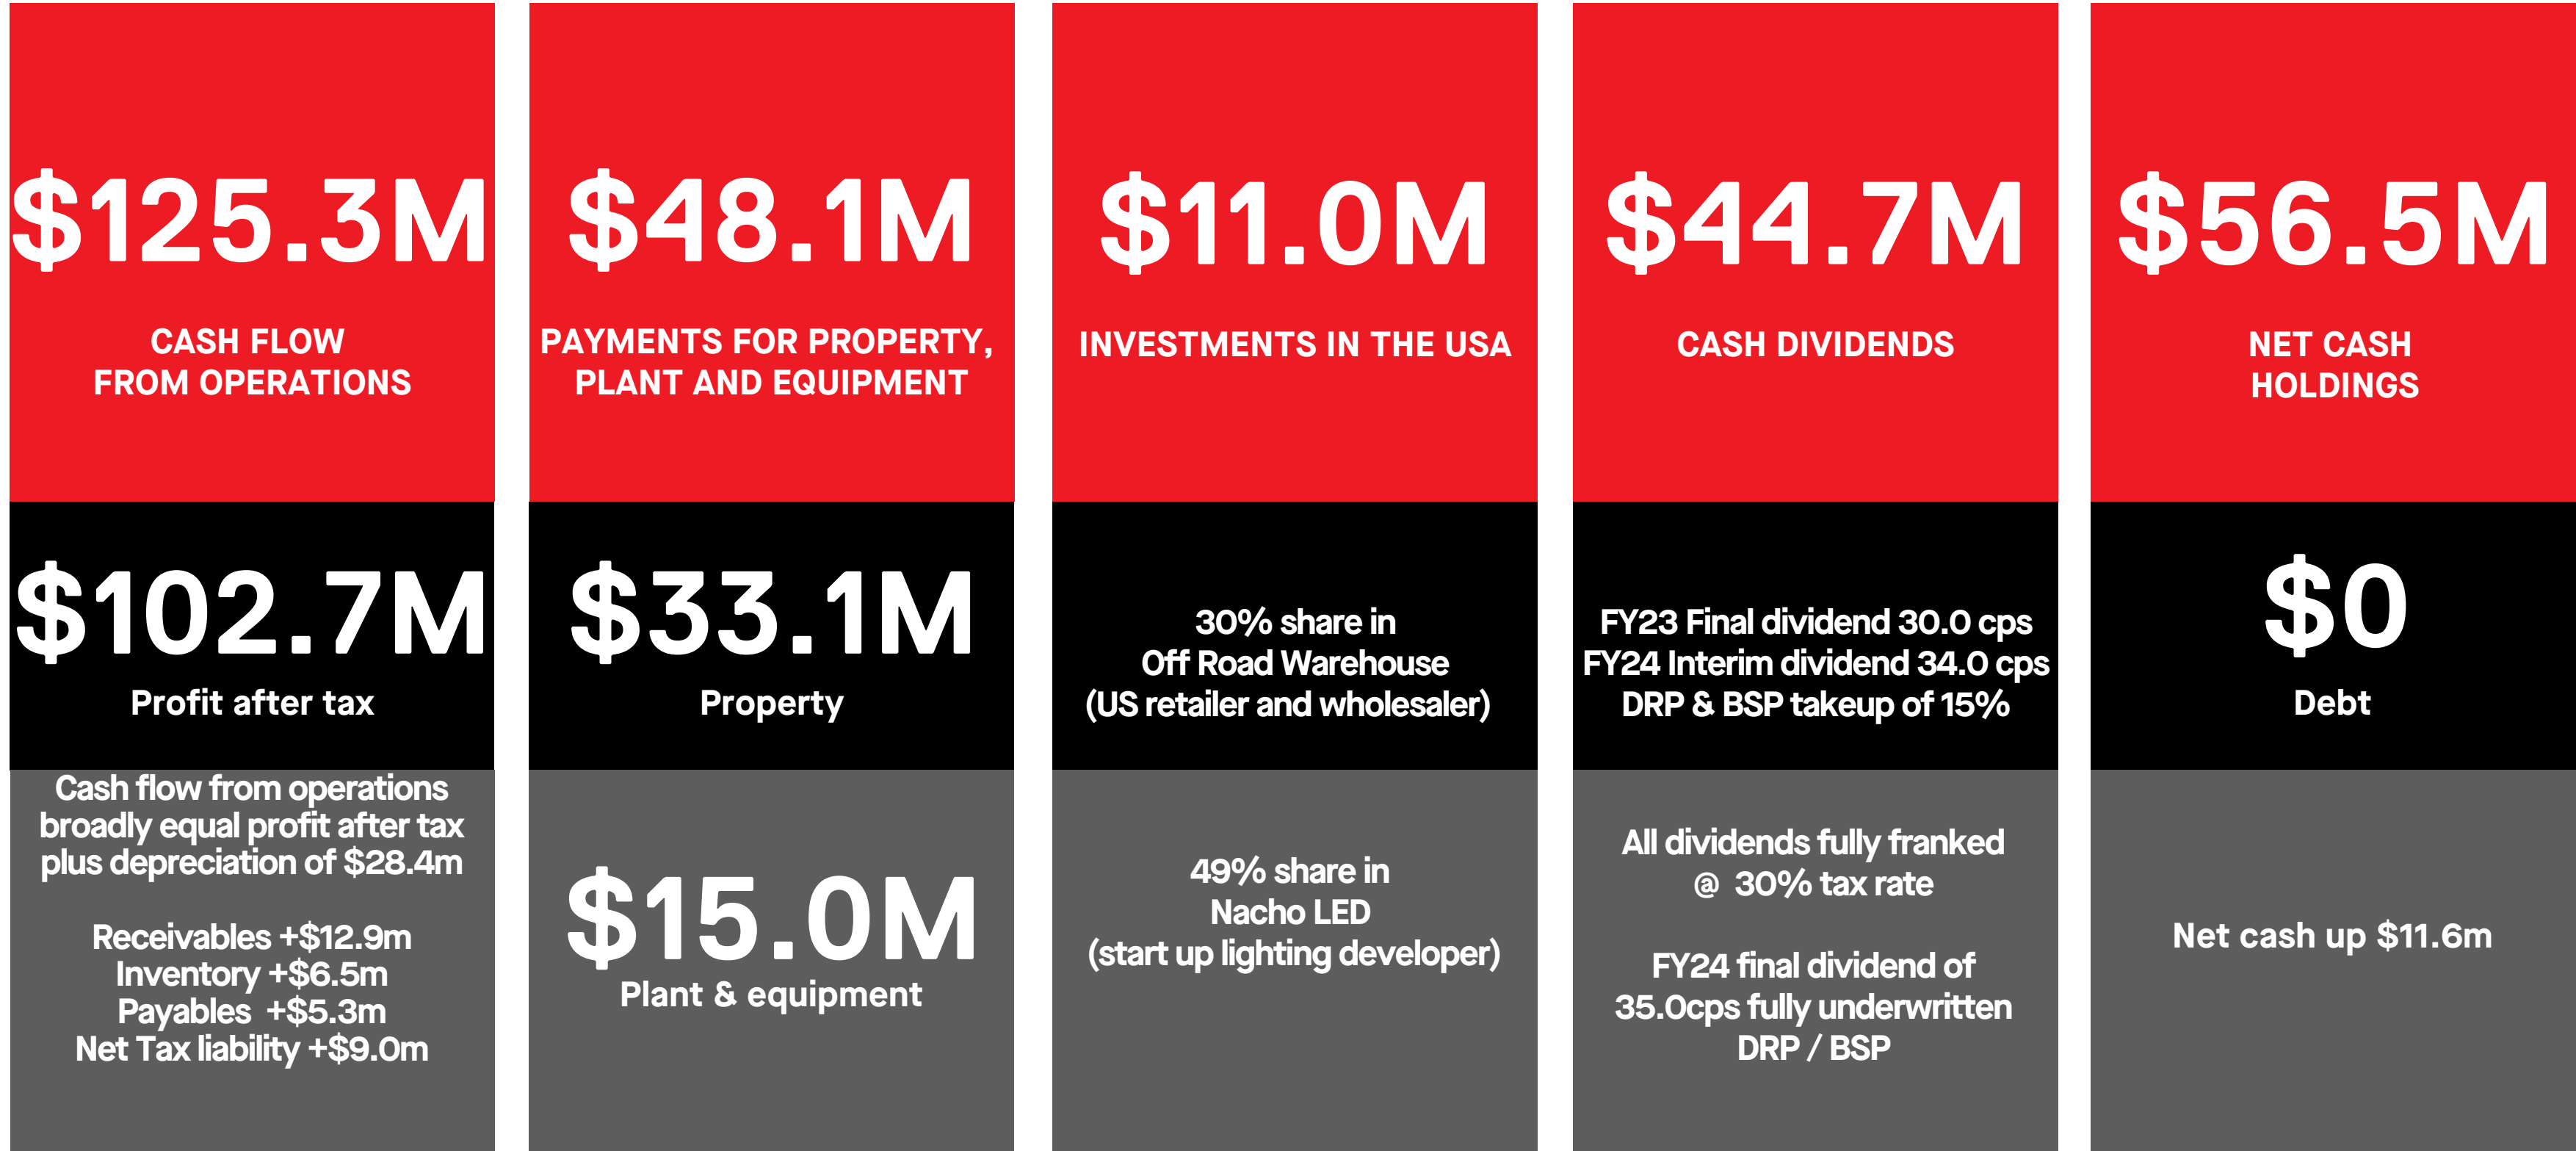 $125.3M
CASH FLOW
FROM OPERATIONS
$102.7M
Profit after tax
Cash flow from operations
broadly equal profit after tax
plus depreciation of $28.4m
Receivables +$12.9m
Inventory +$6.5m
Payables +$5.3m
Net Tax liability +$9.0m
$48.1M
PAYMENTS FOR PROPERTY,
PLANT AND EQUIPMENT
$33.1M
Property
$15.0M
Plant & equipment
$11.0M
INVESTMENTS IN THE USA
30% share in
Off Road Warehouse
(US retailer and wholesaler)
49% share in
Nacho LED
(start up lighting developer)
$44.7M
CASH DIVIDENDS
FY23 Final dividend 30.0 cps
FY24 Interim dividend 34.0 cps
DRP & BSP takeup of 15%
All dividends fully franked
@ 30% tax rate
FY24 final dividend of
35.0cps fully underwritten
DRP / BSP
$56.5M
NET CASH
HOLDINGS
$0
Debt
Net cash up $11.6m